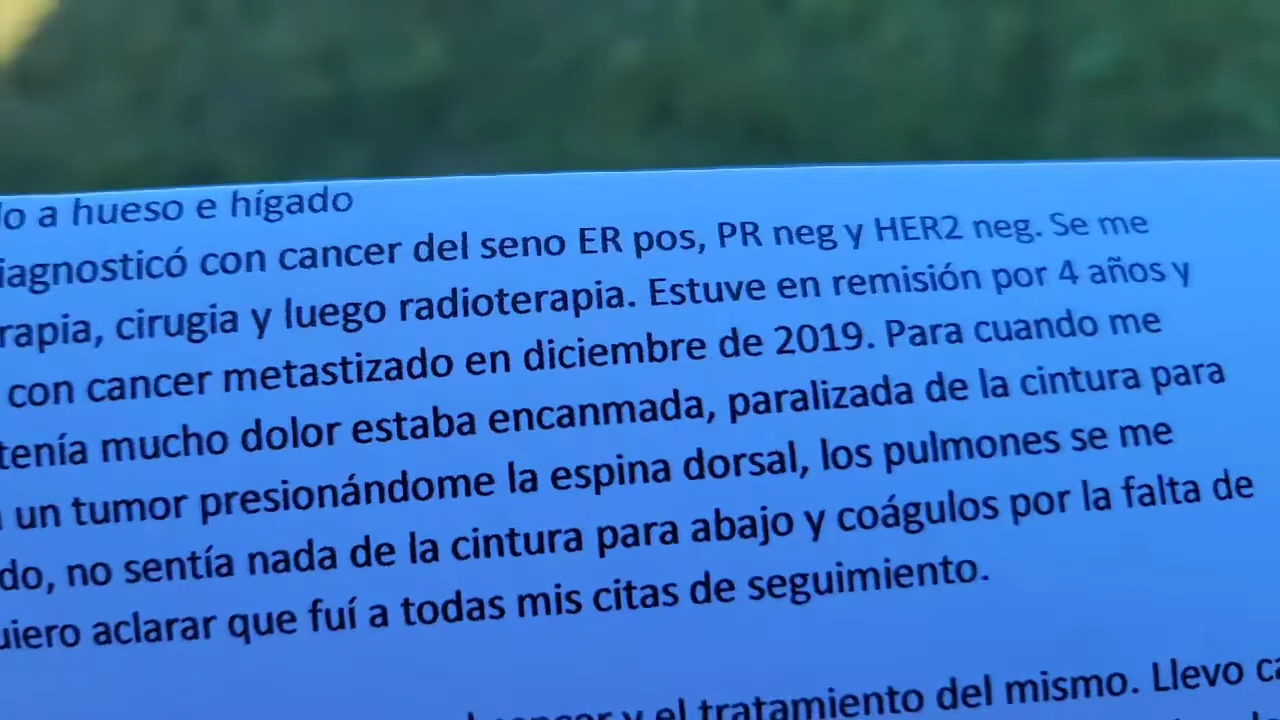 a hueso e hígado
con cancer del seno ER pos, PR neg y HER2 neg. Se me
cirugia y luego radioterapia. Estuve en remisión por 4 años y
con cancer metastizado en diciembre de 2019. Para cuando me
tenía mucho dolor estaba encanmada, paralizada de la cintura para
un tumor presionándome la espina dorsal, los pulmones se me
no sentía nada de la cintura para abajo y coágulos por la falta de
aclarar que fuí a todas mis citas de seguimiento.
y el tratamiento del mismo. Llevo